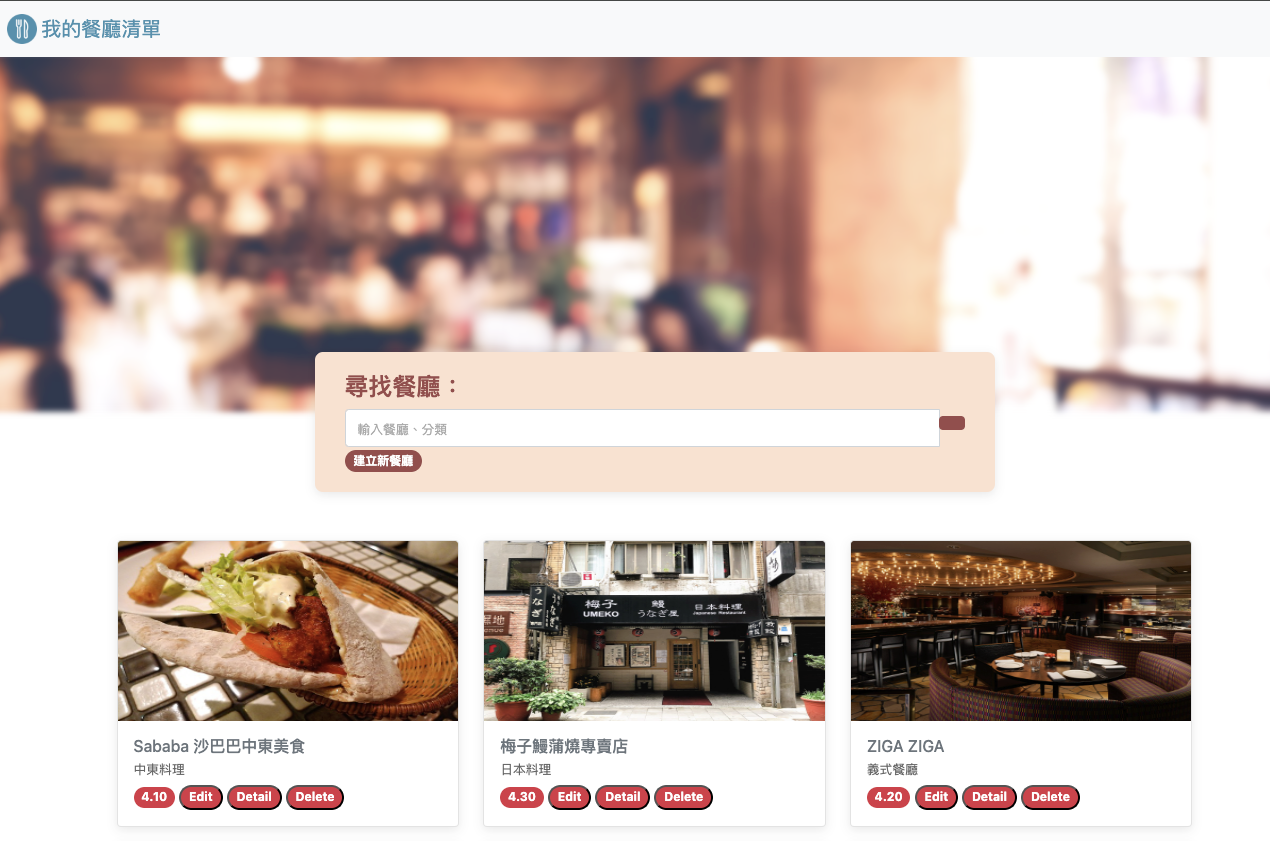 我的餐廳清單
尋找餐廳：
輸入餐廳、分類
建立新餐廳
うなぎ
梅子 鰻 日本料理
UMEKO うなぎ屋 Japanese Restaurant
Sababa 沙巴巴中東美食
中東料理
4.10 Edit Detail Delete
梅子鰻蒲燒專賣店
日本料理
4.30 Edit Detail Delete
ZIGA ZIGA
義式餐廳
4.20 Edit Detail Delete